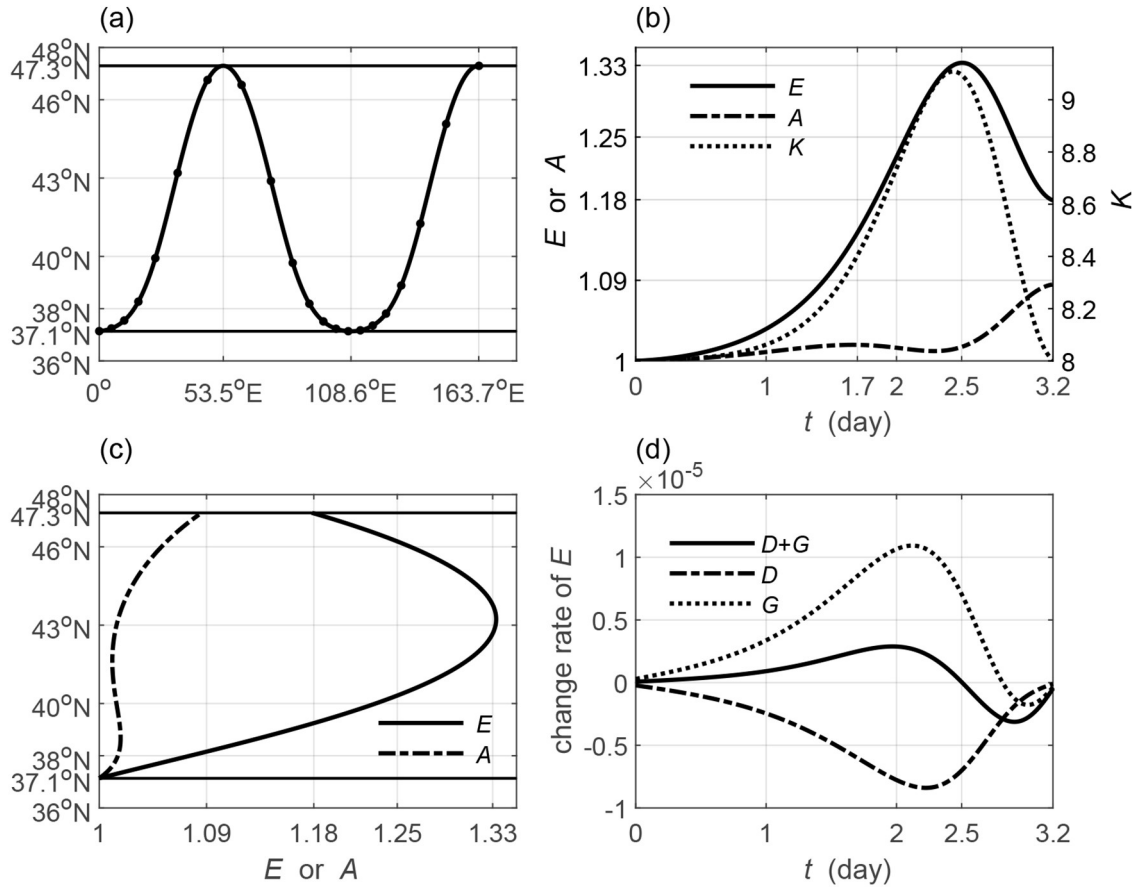 (a)
48°N
47.3°N
46°N
43°N
40°N
38°N
37.1°N
36°N
0° 53.5°E 108.6°E 163.7°E
(b)
E or A
1.33
1.25
1.18
1.09
1
E
A
K
9
8.8
8.6
8.4
8.2
8
K
0 1 1.7 2 2.5 3.2
t (day)
(c)
48°N
47.3°N
46°N
43°N
40°N
38°N
37.1°N
36°N
E
A
1 1.09 1.18 1.25 1.33
E or A
(d)
×10-5
change rate of E
1.5
1
0.5
0
-0.5
-1
D+G
D
G
0 1 2 2.5 3.2
t (day)